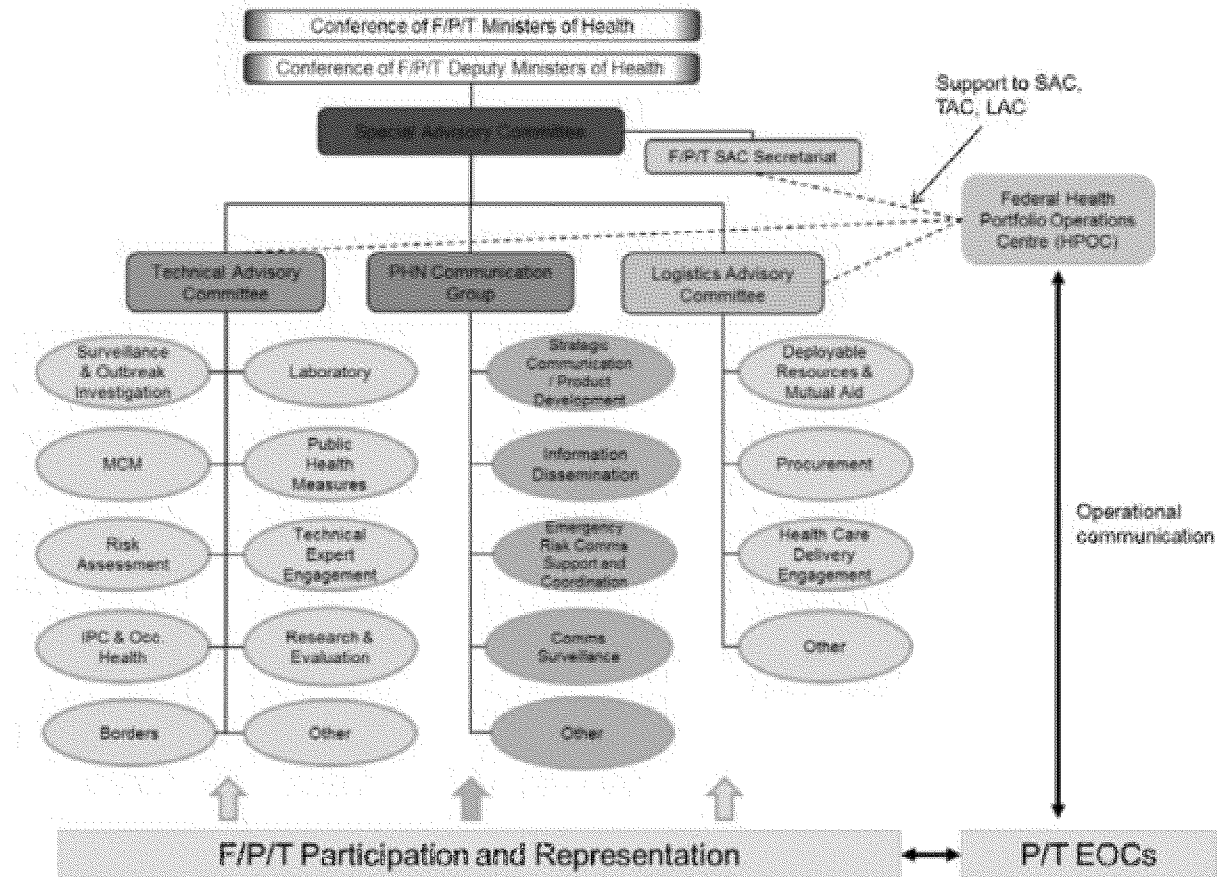 Conference of F/P/T Ministers of Health
Conference of F/P/T Deputy Ministers of Health
Special Advisory Committee
F/P/T SAC Secretariat
Support to SAC,
TAC, LAC
Federal Health
Portfolio Operations
Centre (HPOC)
Technical Advisory
Committee
PHN Communication
Group
Logistics Advisory
Committee
Surveillance
& Outbreak
Investigation
Laboratory
Strategic
Communication
/ Product
Development
Deployable
Resources &
Mutual Aid
MCM
Public
Health
Measures
Information
Dissemination
Procurement
Risk
Assessment
Technical
Expert
Engagement
Emergency
Risk Comms
Support and
Coordination
Health Care
Delivery
Engagement
Operational
communication
IPC & Occ
Health
Research &
Evaluation
Comms
Surveillance
Other
Borders
Other
Other
F/P/T Participation and Representation
P/T EOCs